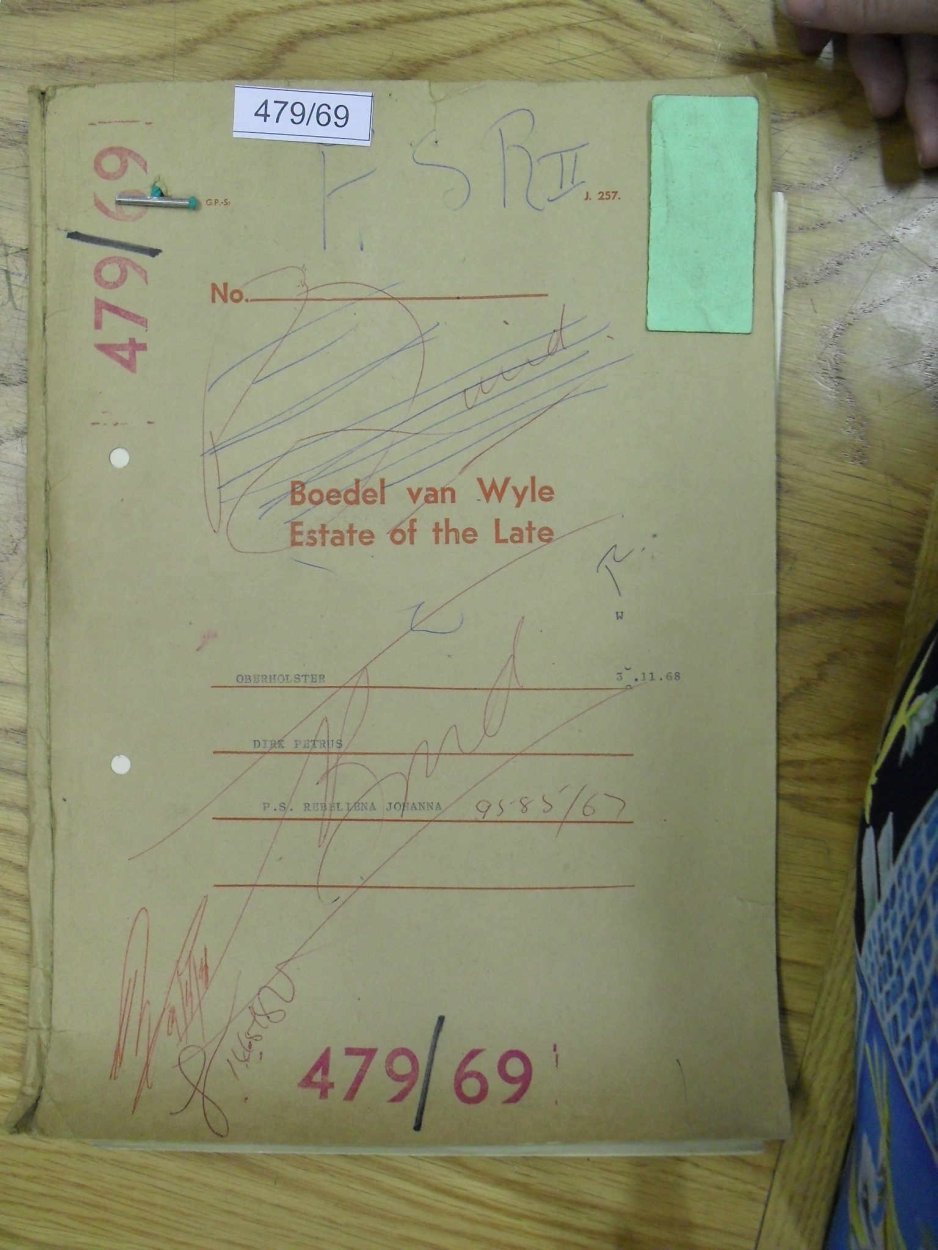 479/69
F. S R II
479/69
G.P.-S.
J. 257.
No.
Boedel van Wyle
Estate of the Late
W
OBERHOLSTER
.11.68
DIRK PETRUS
P.S. REBELLENA JOHANNA 9585/67
479/69